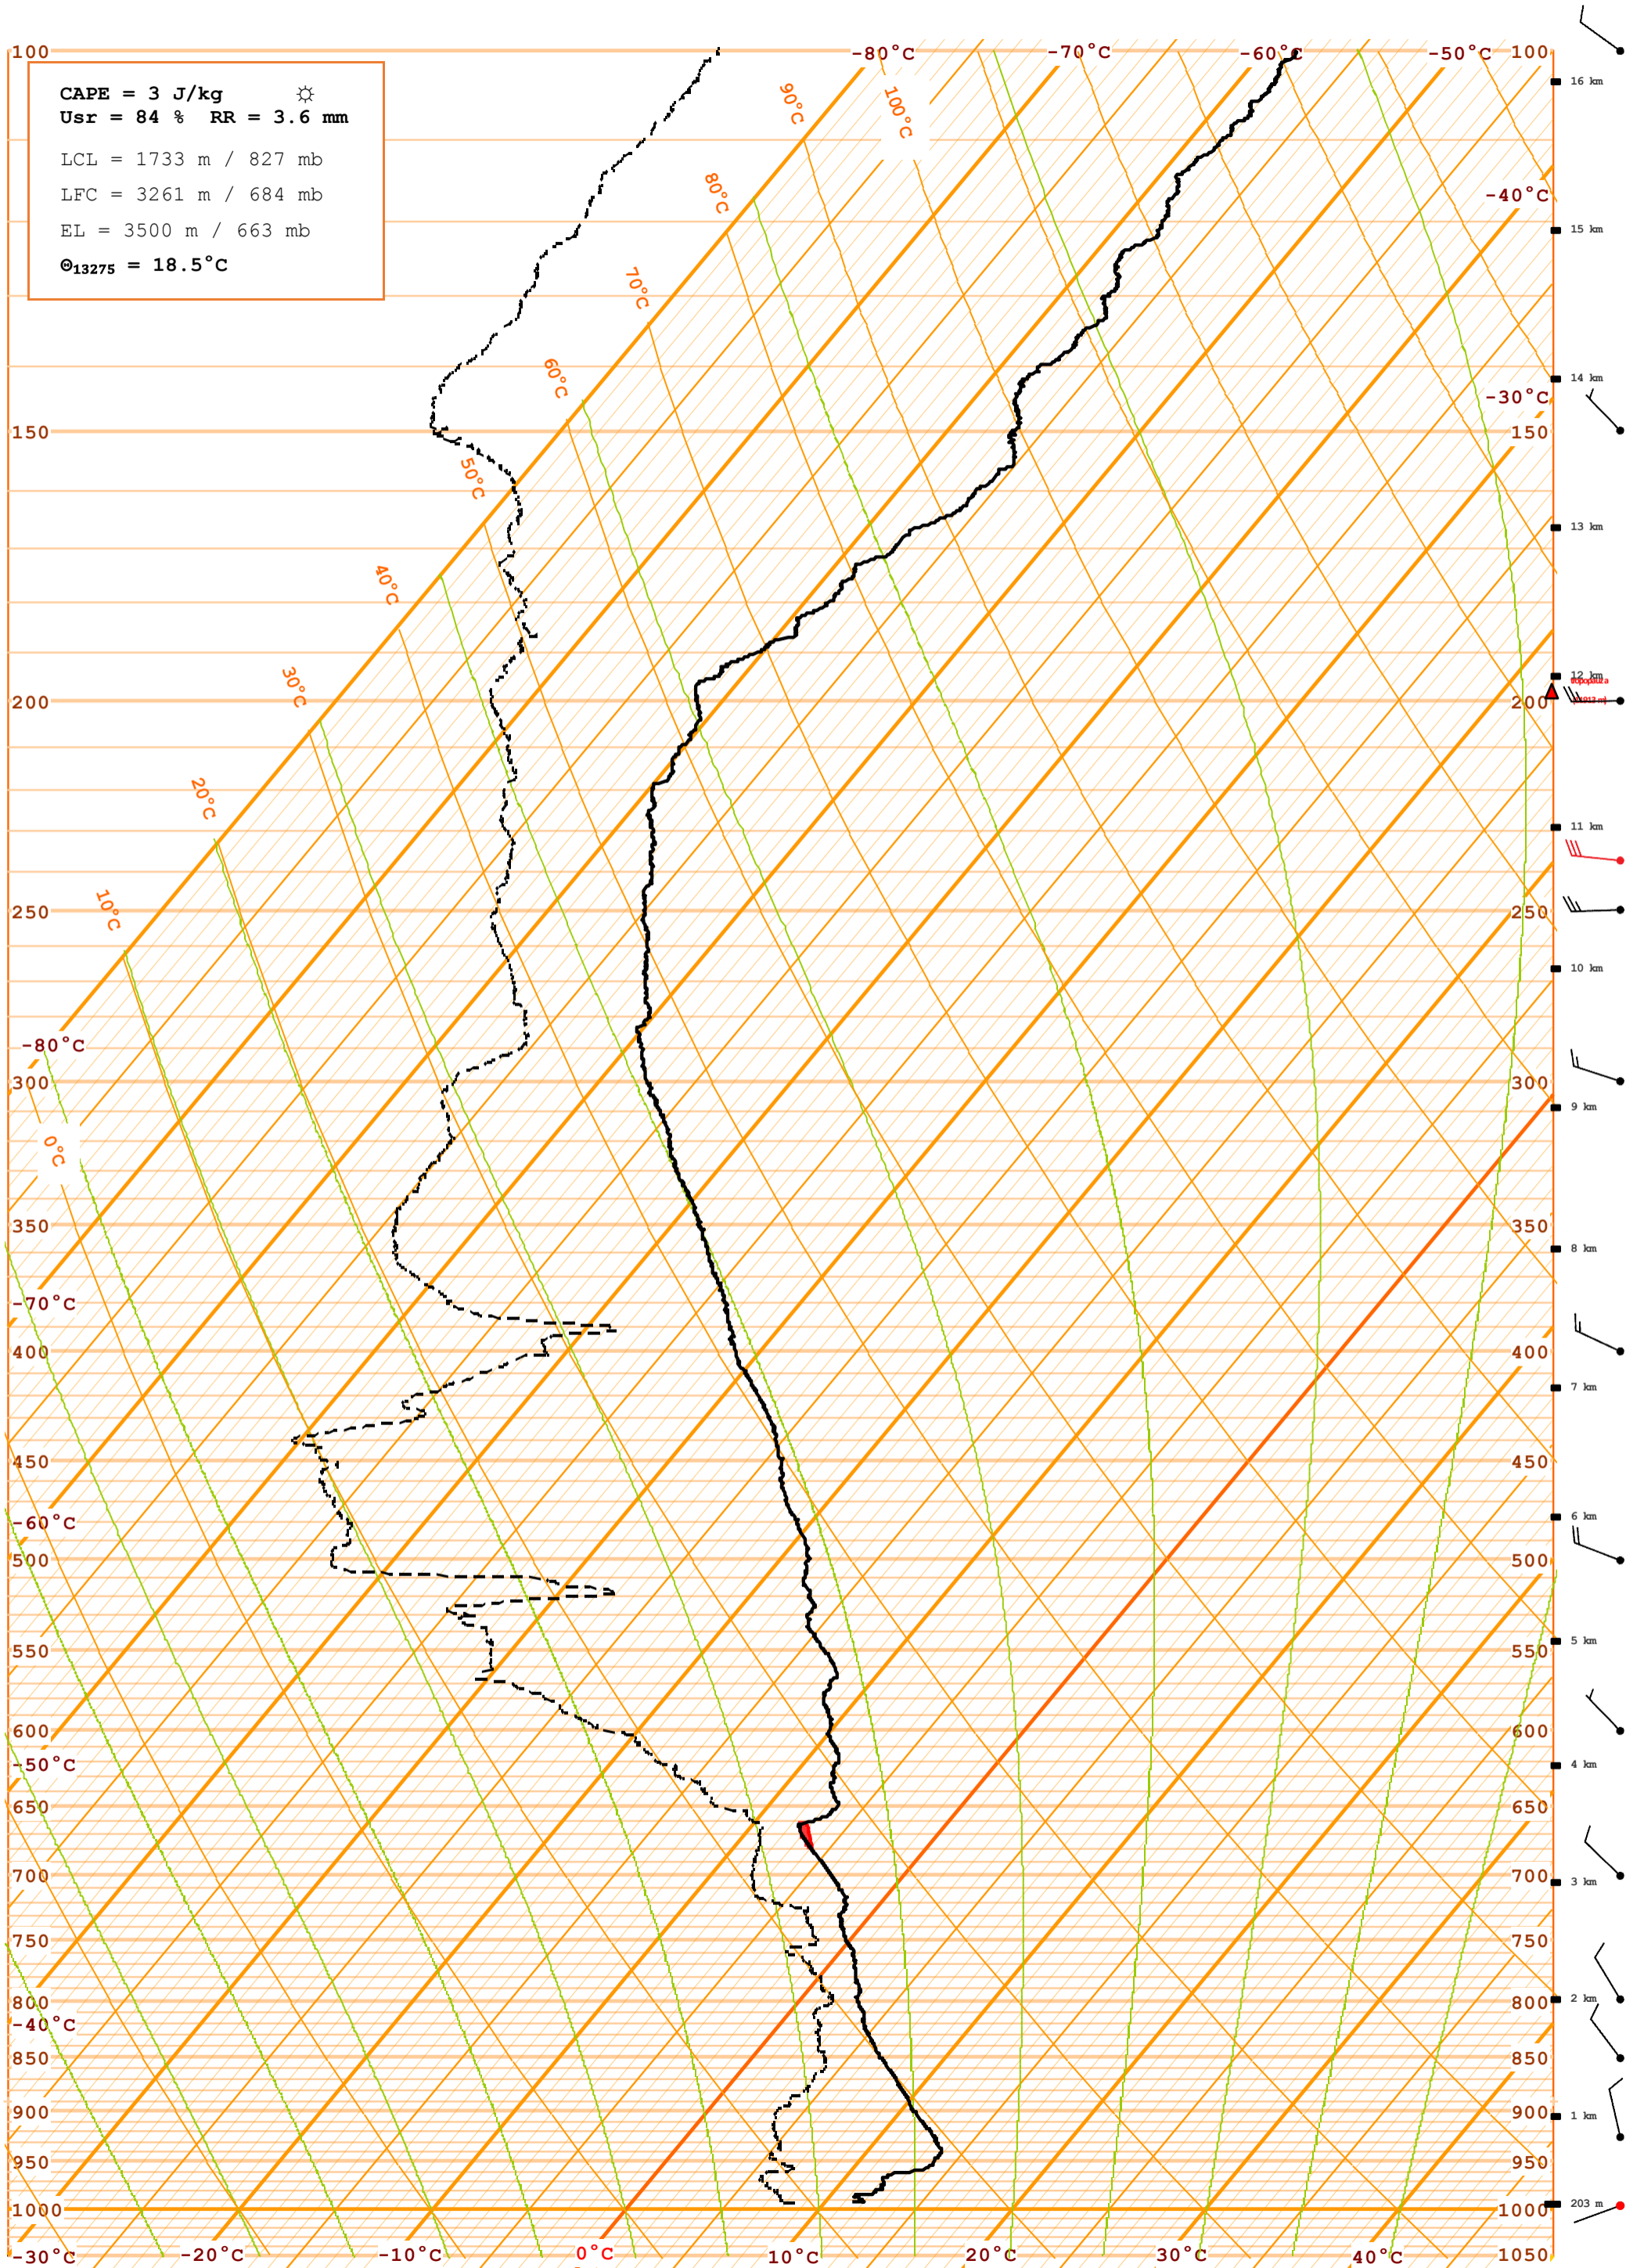 -80°C -70°C -60°C -50°C
100 100
16 km
CAPE = 3 J/kg ☼
Usr = 84 % RR = 3.6 mm
LCL = 1733 m / 827 mb
LFC = 3261 m / 684 mb
EL = 3500 m / 663 mb
Θ13275 = 18.5°C
90°C 100°C
80°C
-40°C
15 km
70°C
60°C
14 km
-30°C
150 150
50°C
13 km
40°C
30°C
12 km
200 200
20°C
11 km
10°C
250 250
10 km
-80°C
300 300
9 km
0°C
350 350
8 km
-70°C
400 400
7 km
450 450
6 km
-60°C
500 500
5 km
550 550
600 600
4 km
-50°C
650 650
700 700
3 km
750 750
800 800
2 km
-40°C
850 850
900 900
1 km
950 950
1000 1000
203 m
-30°C -20°C -10°C 0°C 10°C 20°C 30°C 40°C 1050